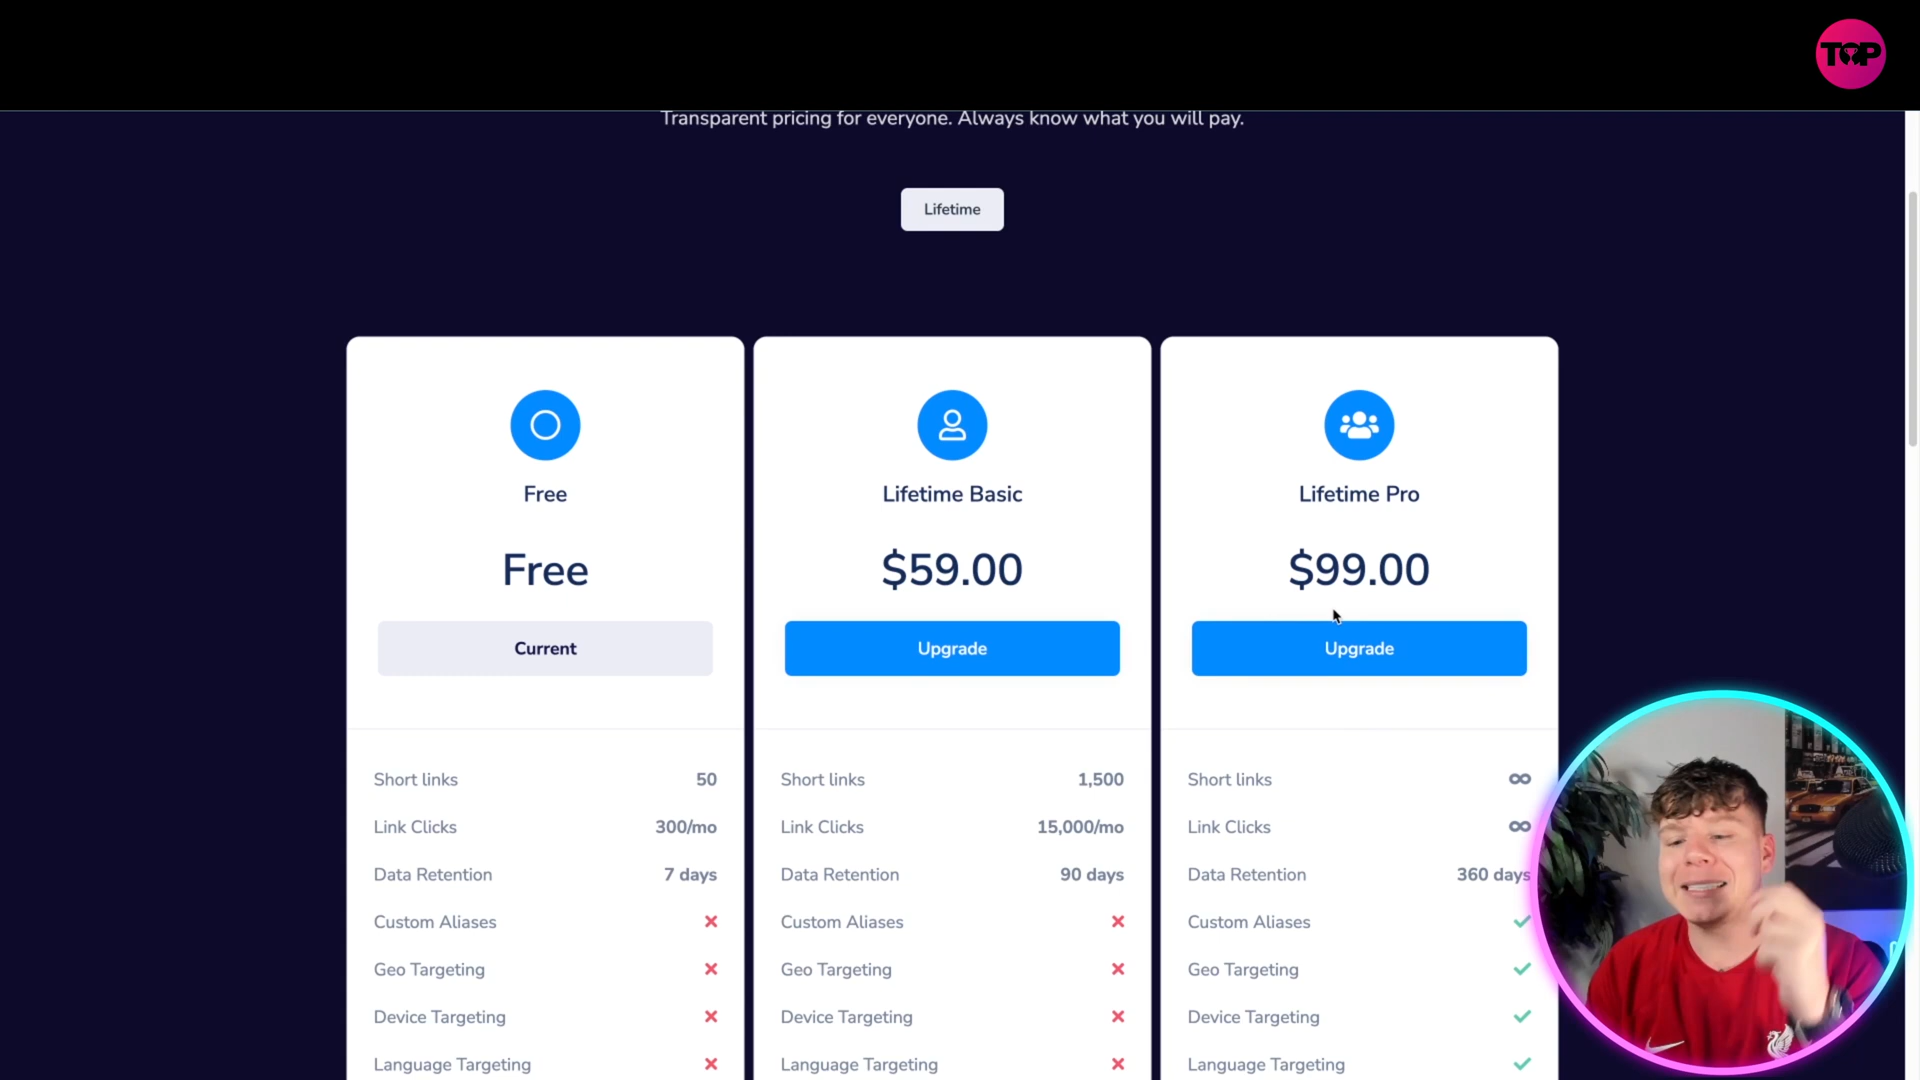 TOP
Transparent pricing for everyone. Always know what you will pay.
Lifetime
Free
Free
Current
Short links 50
Link Clicks 300/mo
Data Retention 7 days
Custom Aliases
Geo Targeting
Device Targeting
Language Targeting
Lifetime Basic
$59.00
Upgrade
Short links 1,500
Link Clicks 15,000/mo
Data Retention 90 days
Custom Aliases
Geo Targeting
Device Targeting
Language Targeting
Lifetime Pro
$99.00
Upgrade
Short links ∞
Link Clicks ∞
Data Retention 360 days
Custom Aliases
Geo Targeting
Device Targeting
Language Targeting